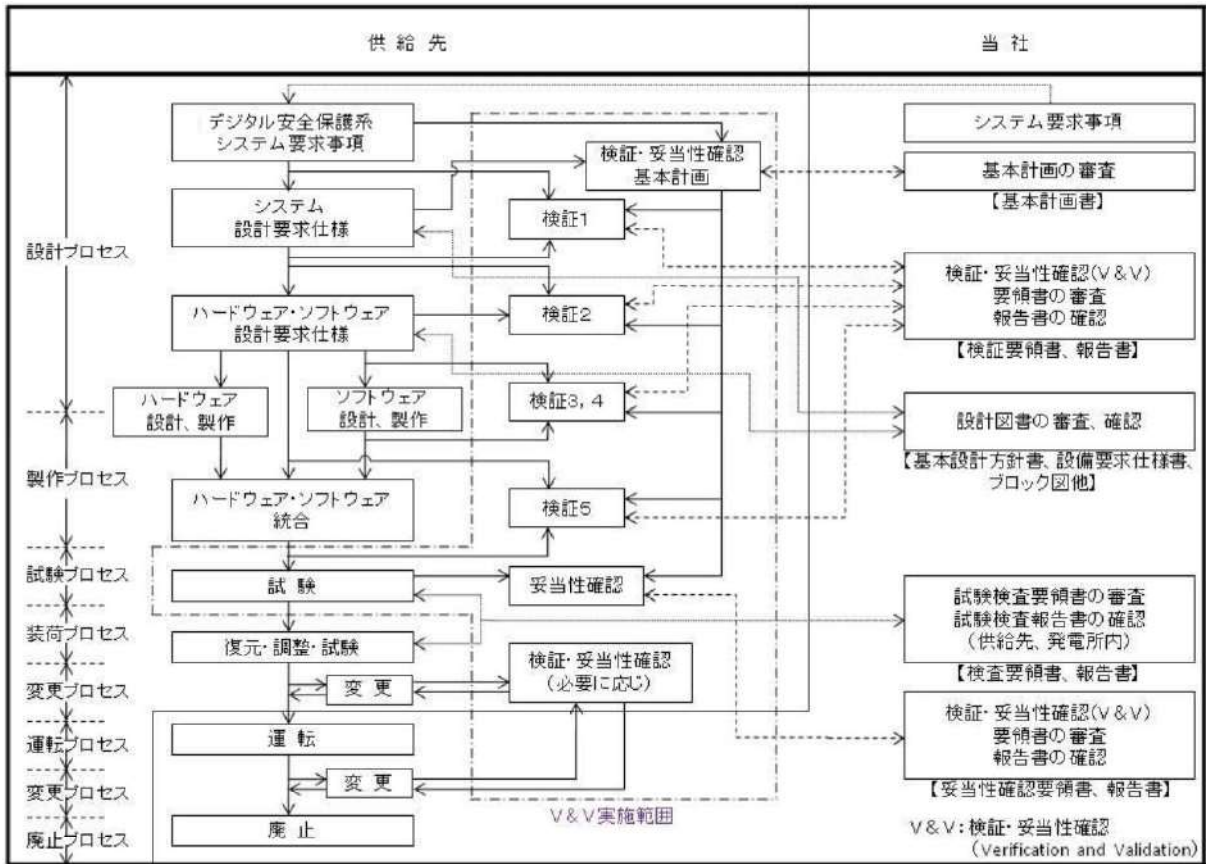 供給先
当社
設計プロセス
製作プロセス
試験プロセス
装荷プロセス
変更プロセス
運転プロセス
変更プロセス
廃止プロセス
デジタル安全保護系
システム要求事項
システム
設計要求仕様
ハードウェア・ソフトウェア
設計要求仕様
ハードウェア
設計、製作
ソフトウェア
設計、製作
ハードウェア・ソフトウェア
統合
試験
復元・調整・試験
変更
運転
変更
廃止
検証・妥当性確認
基本計画
検証1
検証2
検証3,4
検証5
妥当性確認
検証・妥当性確認
(必要に応じ)
V&V実施範囲
システム要求事項
基本計画の審査
【基本計画書】
検証・妥当性確認(V&V)
要領書の審査
報告書の確認
【検証要領書、報告書】
設計図書の審査、確認
【基本設計方針書、設備要求仕様書、
ブロック図他】
試験検査要領書の審査
試験検査報告書の確認
(供給先、発電所内)
【検査要領書、報告書】
検証・妥当性確認(V&V)
要領書の審査
報告書の確認
【妥当性確認要領書、報告書】
V&V:検証・妥当性確認
(Verification and Validation)